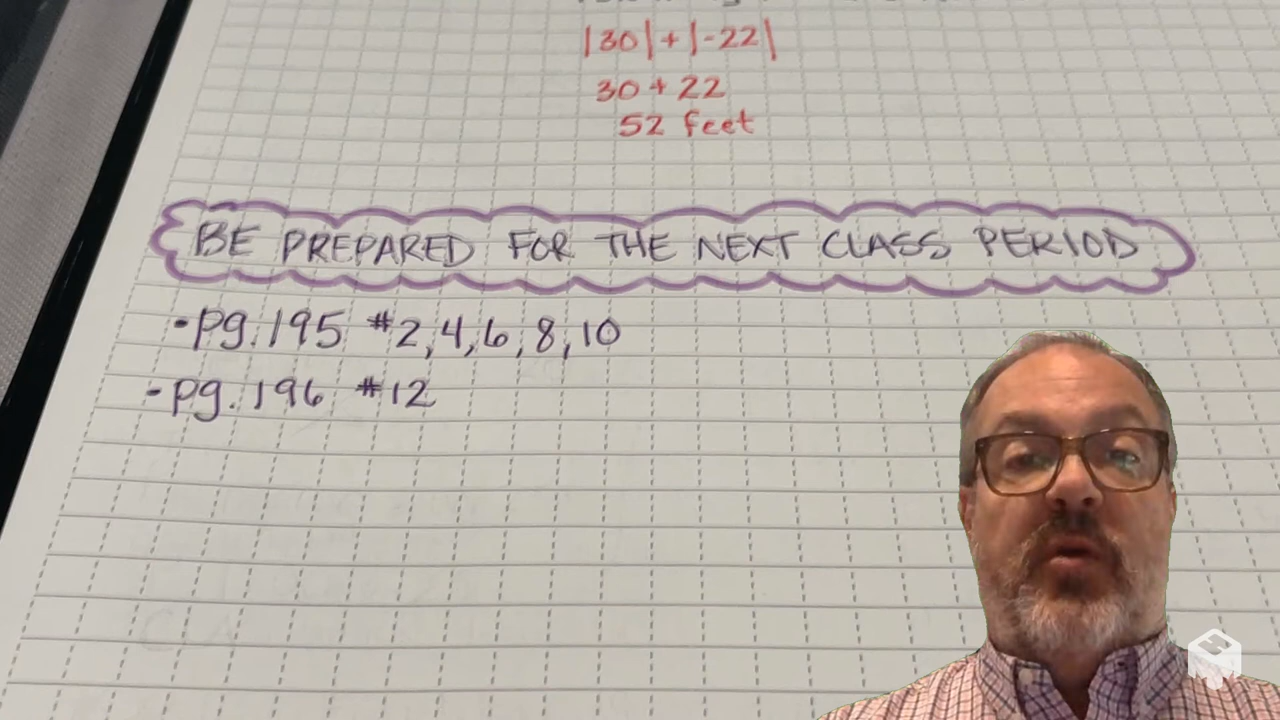 |30|+|-22|
30+22
52 feet
BE PREPARED FOR THE NEXT CLASS PERIOD
-pg.195 #2,4,6,8,10
-pg.196 #12